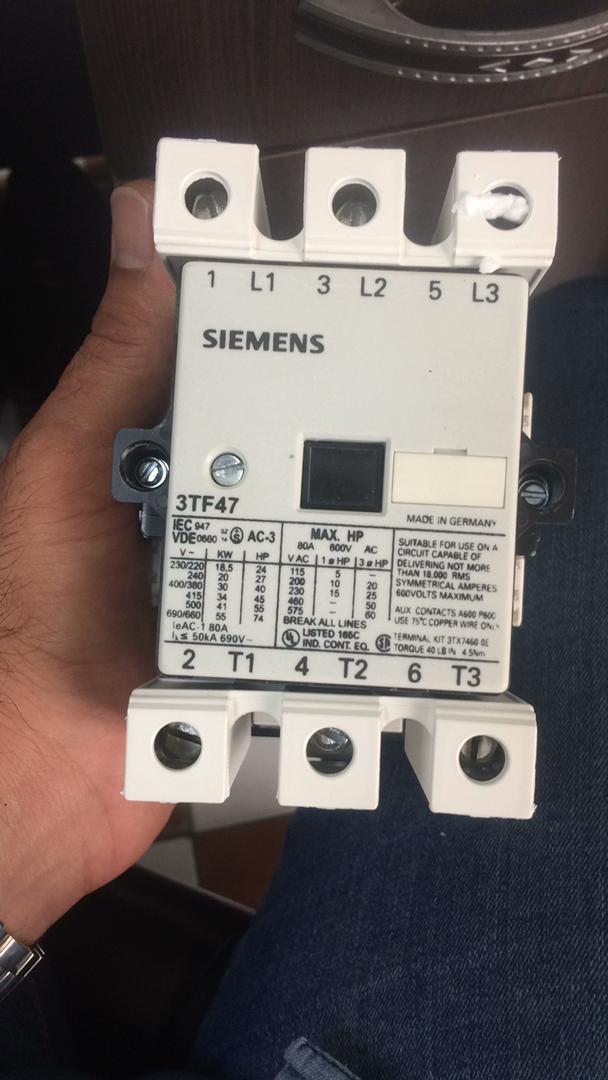 1 L1 3 L2 5 L3
SIEMENS
3TF47
MADE IN GERMANY
IEC 947
VDE 0660 AC-3
V~ KW HP
230/220 18,5 24
240 20 27
400/380 30 40
415 34 45
500 41 55
690/660 55 74
IeAC-1 80A
≤ 50kA 690V~
MAX. HP
80A 600V AC
V AC 1 ø HP 3 ø HP
115 5 –
200 10 20
230 15 25
460 – 50
575 – 60
BREAK ALL LINES
UL LISTED 165C
IND. CONT. EQ.
SUITABLE FOR USE ON A
CIRCUIT CAPABLE OF
DELIVERING NOT MORE
THAN 18,000 RMS
SYMMETRICAL AMPERES
600VOLTS MAXIMUM
AUX CONTACTS A600 P600
USE 75°C COPPER WIRE ONLY
TERMINAL KIT 3TX7460-0E
TORQUE 40 LB IN 4.5Nm
2 T1 4 T2 6 T3